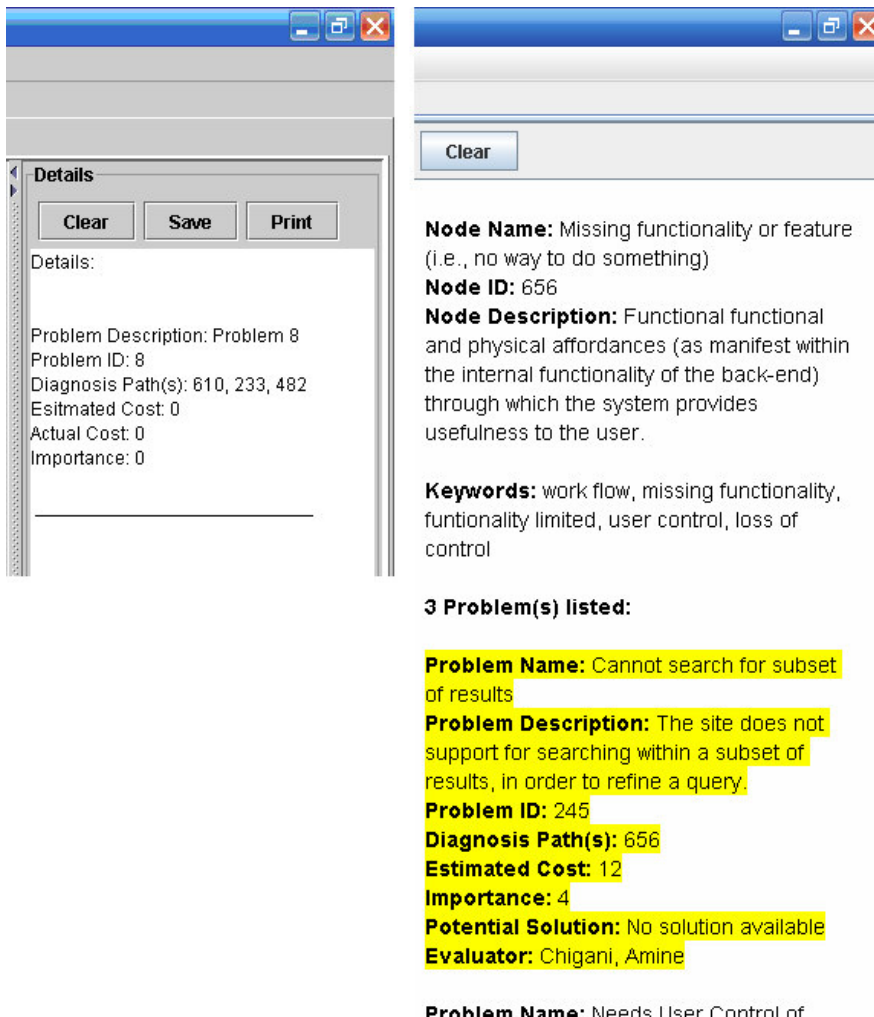 Details
Clear Save Print
Details:
Problem Description: Problem 8
Problem ID: 8
Diagnosis Path(s): 610, 233, 482
Esitmated Cost: 0
Actual Cost: 0
Importance: 0
Clear
Node Name: Missing functionality or feature
(i.e., no way to do something)
Node ID: 656
Node Description: Functional functional
and physical affordances (as manifest within
the internal functionality of the back-end)
through which the system provides
usefulness to the user.
Keywords: work flow, missing functionality,
funtionality limited, user control, loss of
control
3 Problem(s) listed:
Problem Name: Cannot search for subset
of results
Problem Description: The site does not
support for searching within a subset of
results, in order to refine a query.
Problem ID: 245
Diagnosis Path(s): 656
Estimated Cost: 12
Importance: 4
Potential Solution: No solution available
Evaluator: Chigani, Amine
Problem Name: Needs User Control of